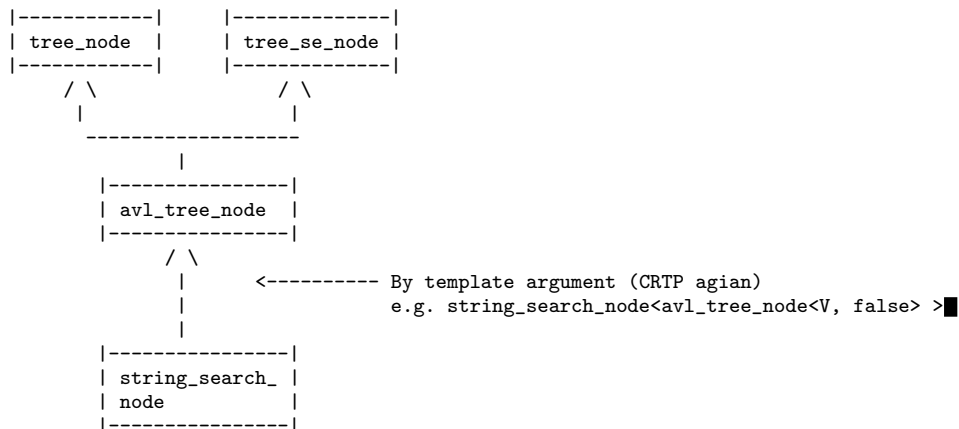 tree_node tree_se_node
avl_tree_node
<---------- By template argument (CRTP agian)
e.g. string_search_node<avl_tree_node<V, false> >
string_search_
node